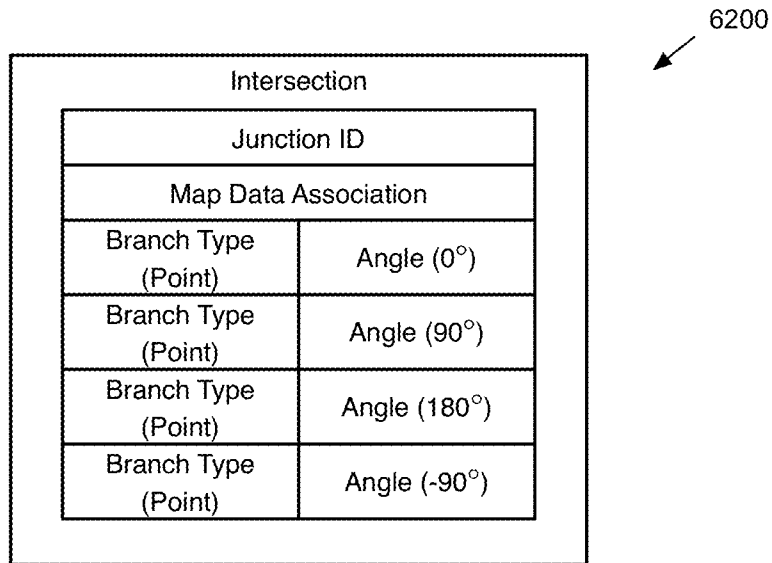 6200
Intersection
Junction ID
Map Data Association
Branch Type
(Point)
Angle (0°)
Branch Type
(Point)
Angle (90°)
Branch Type
(Point)
Angle (180°)
Branch Type
(Point)
Angle (-90°)